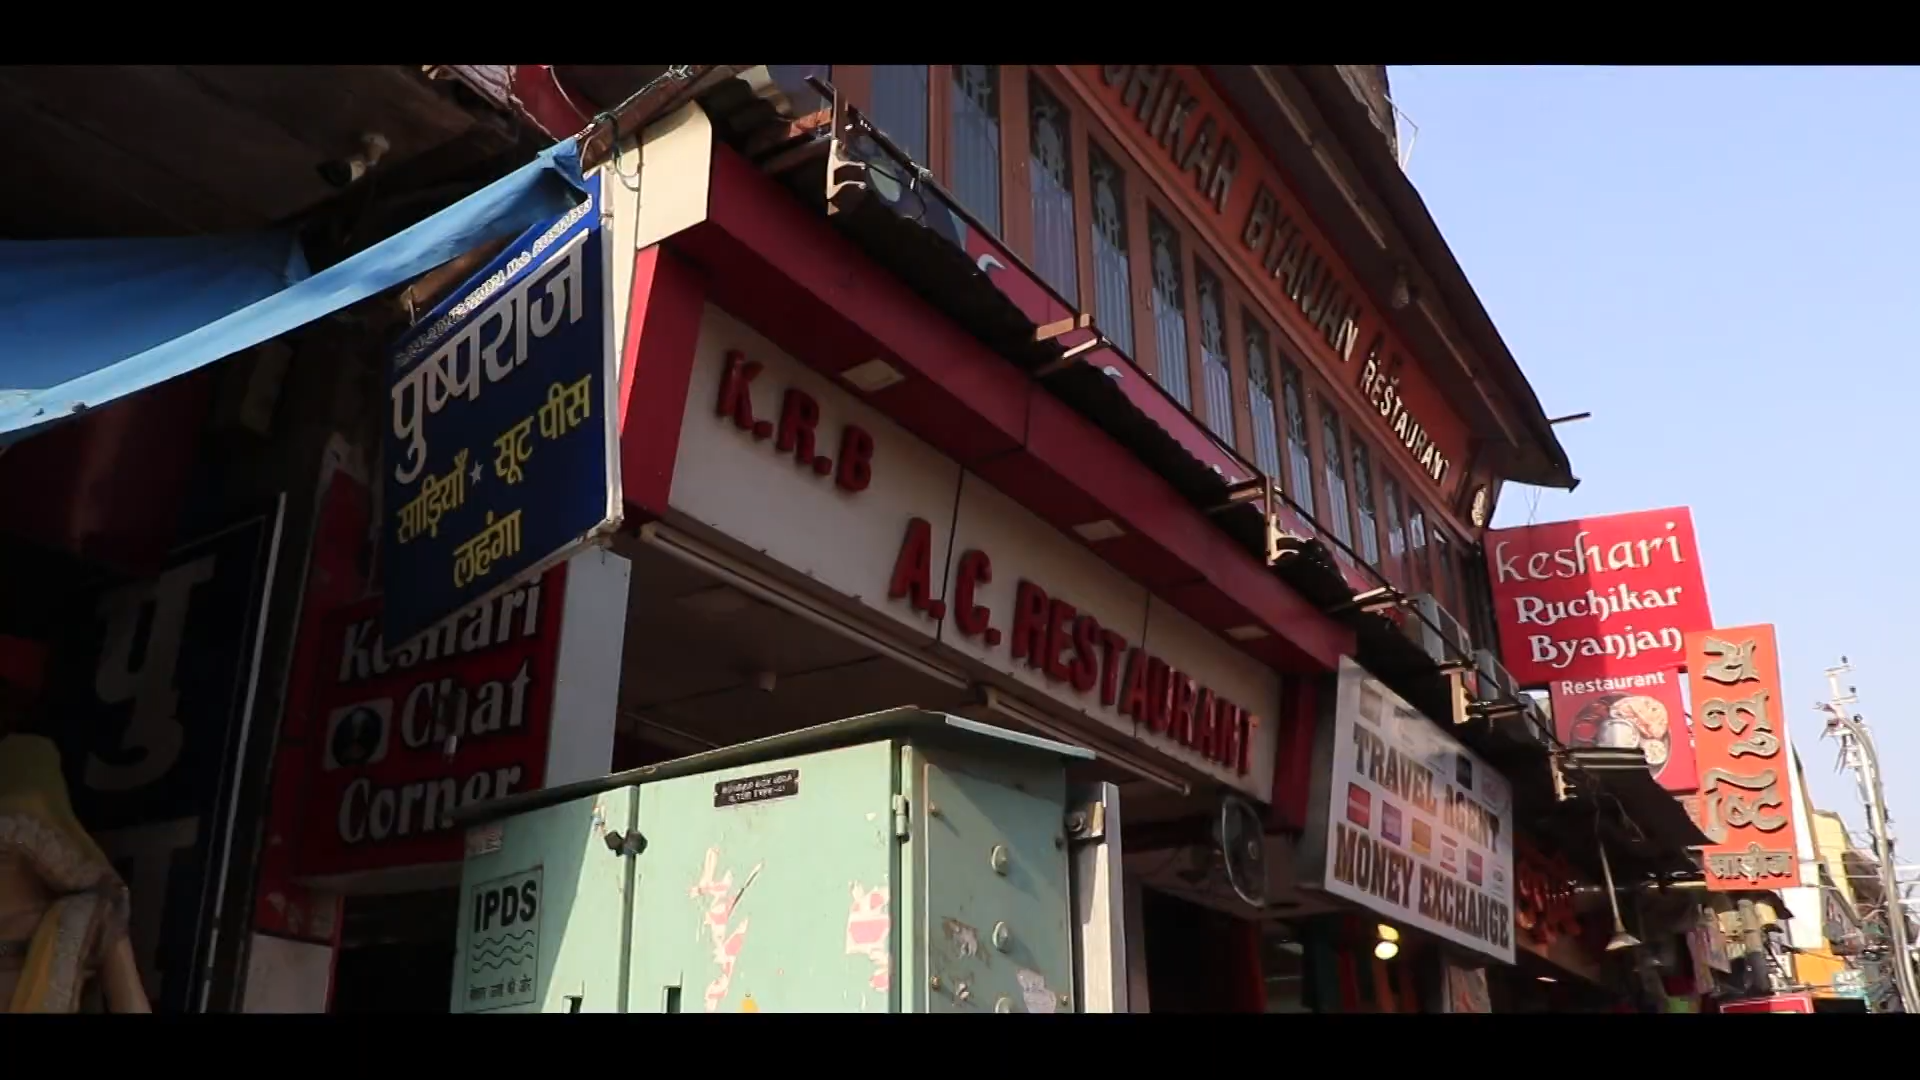 पुष्पराज
साड़ियाँ * सूट पीस
लहंगा
Keshari
Chat
Corner
K.R.B
A.C. RESTAURANT
BYANJAN
RESTAURANT
keshari
Ruchikar
Byanjan
Restaurant
TRAVEL AGENT
MONEY EXCHANGE
साड़ीज
IPDS
पु